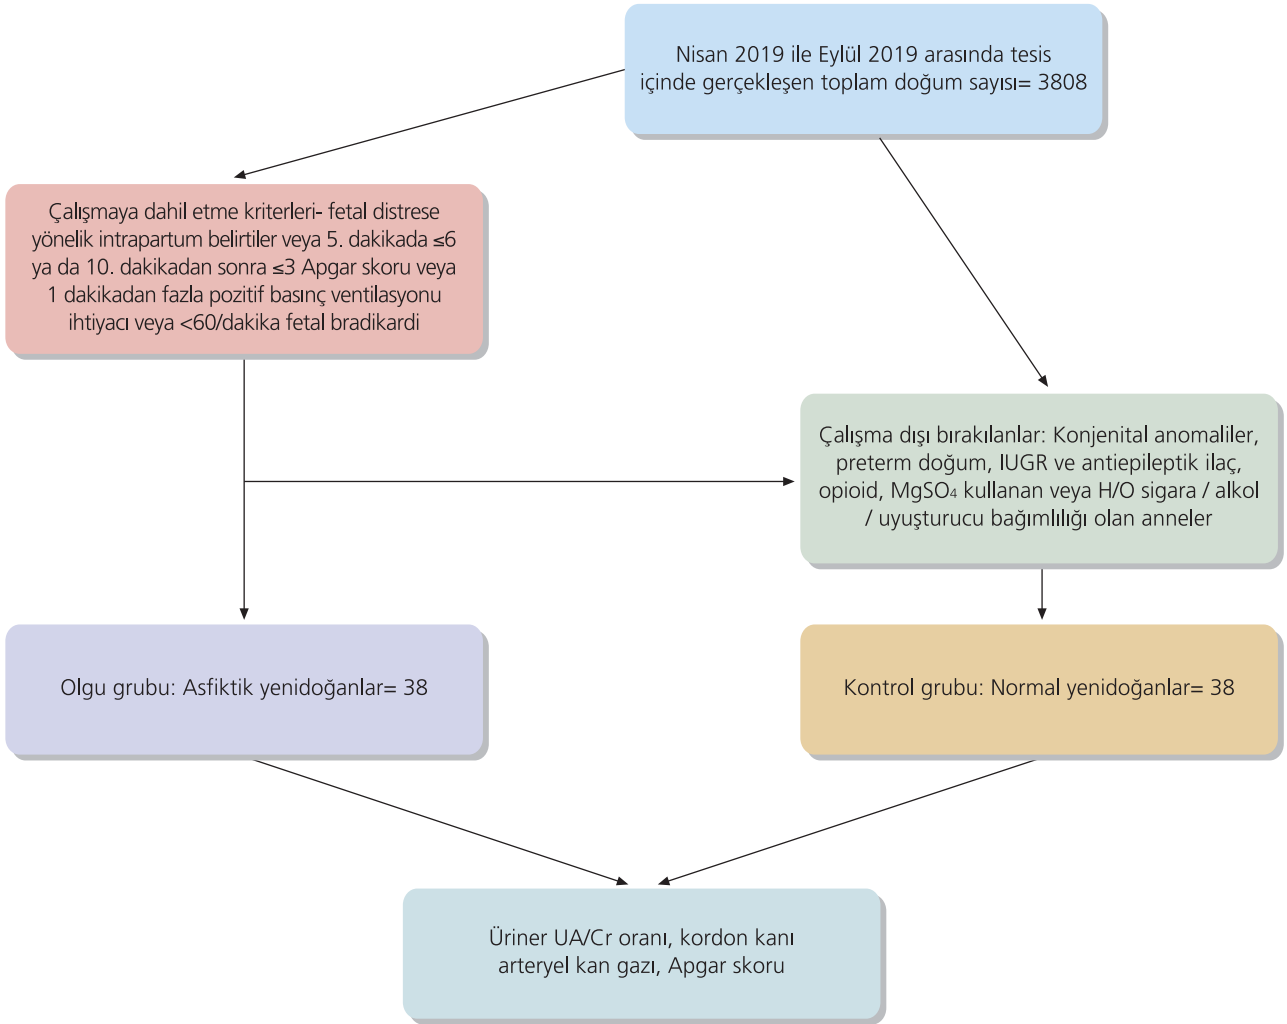 Nisan 2019 ile Eylül 2019 arasında tesis
içinde gerçekleşen toplam doğum sayısı= 3808
Çalışmaya dahil etme kriterleri- fetal distrese
yönelik intrapartum belirtiler veya 5. dakikada ≤6
ya da 10. dakikadan sonra ≤3 Apgar skoru veya
1 dakikadan fazla pozitif basınç ventilasyonu
ihtiyacı veya <60/dakika fetal bradikardi
Çalışma dışı bırakılanlar: Konjenital anomaliler,
preterm doğum, IUGR ve antiepileptik ilaç,
opioid, MgSO₄ kullanan veya H/O sigara / alkol
/ uyuşturucu bağımlılığı olan anneler
Olgu grubu: Asfiktik yenidoğanlar= 38
Kontrol grubu: Normal yenidoğanlar= 38
Üriner UA/Cr oranı, kordon kanı
arteryel kan gazı, Apgar skoru